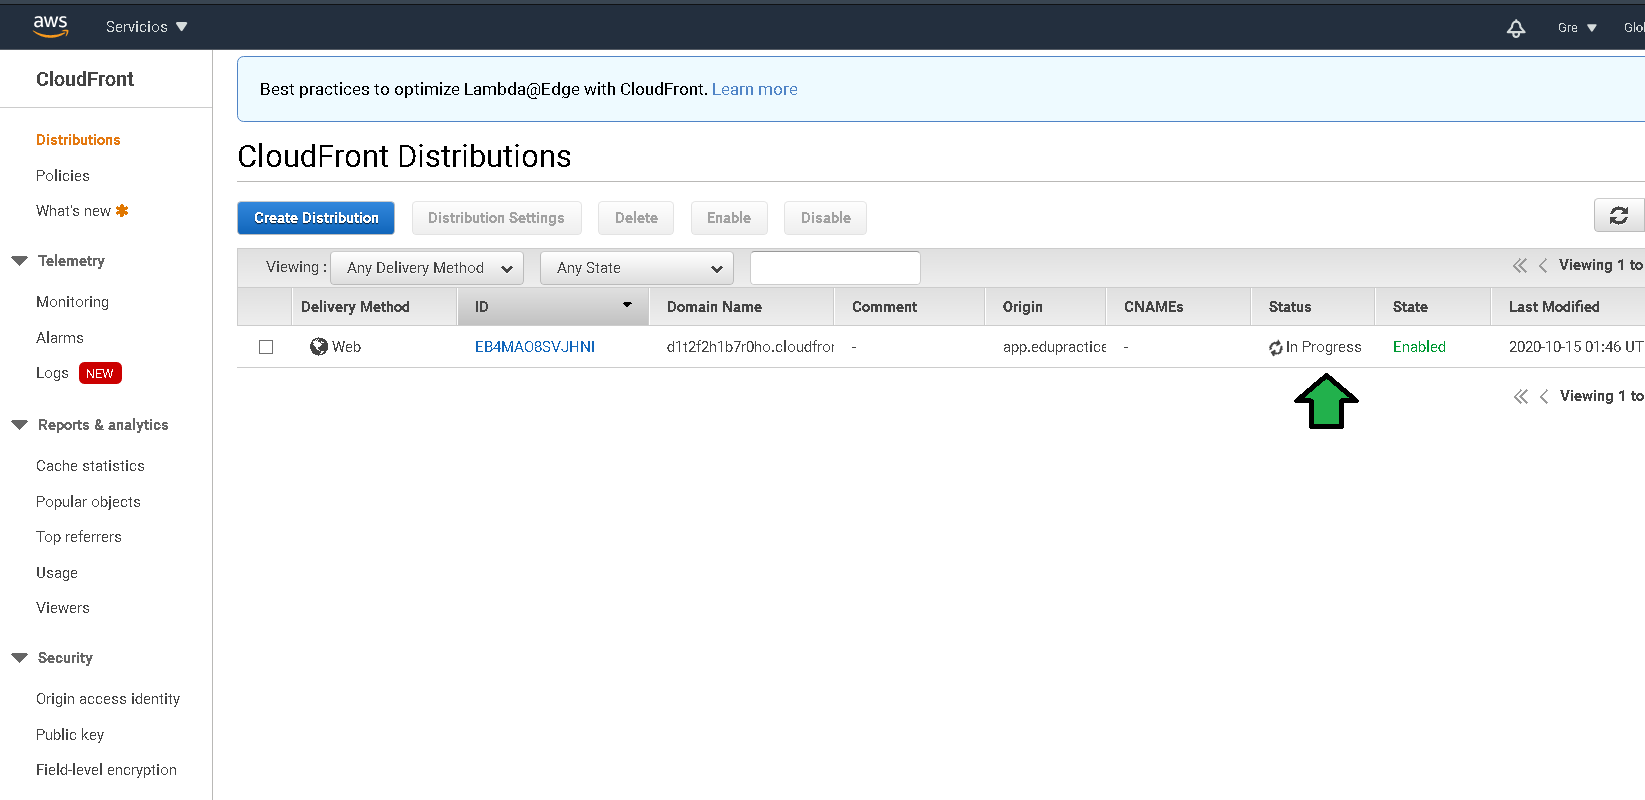 aws Servicios Gre
CloudFront
Distributions
Policies
What's new
Telemetry
Monitoring
Alarms
Logs NEW
Reports & analytics
Cache statistics
Popular objects
Top referrers
Usage
Viewers
Security
Origin access identity
Public key
Field-level encryption
Best practices to optimize Lambda@Edge with CloudFront. Learn more
CloudFront Distributions
Create Distribution Distribution Settings Delete Enable Disable
Viewing : Any Delivery Method Any State Viewing 1 to
Delivery Method ID Domain Name Comment Origin CNAMEs Status State Last Modified
Web EB4MAO8SVJHNI d1t2f2h1b7r0ho.cloudfror - app.edupractice - In Progress Enabled 2020-10-15 01:46 UT
Viewing 1 to